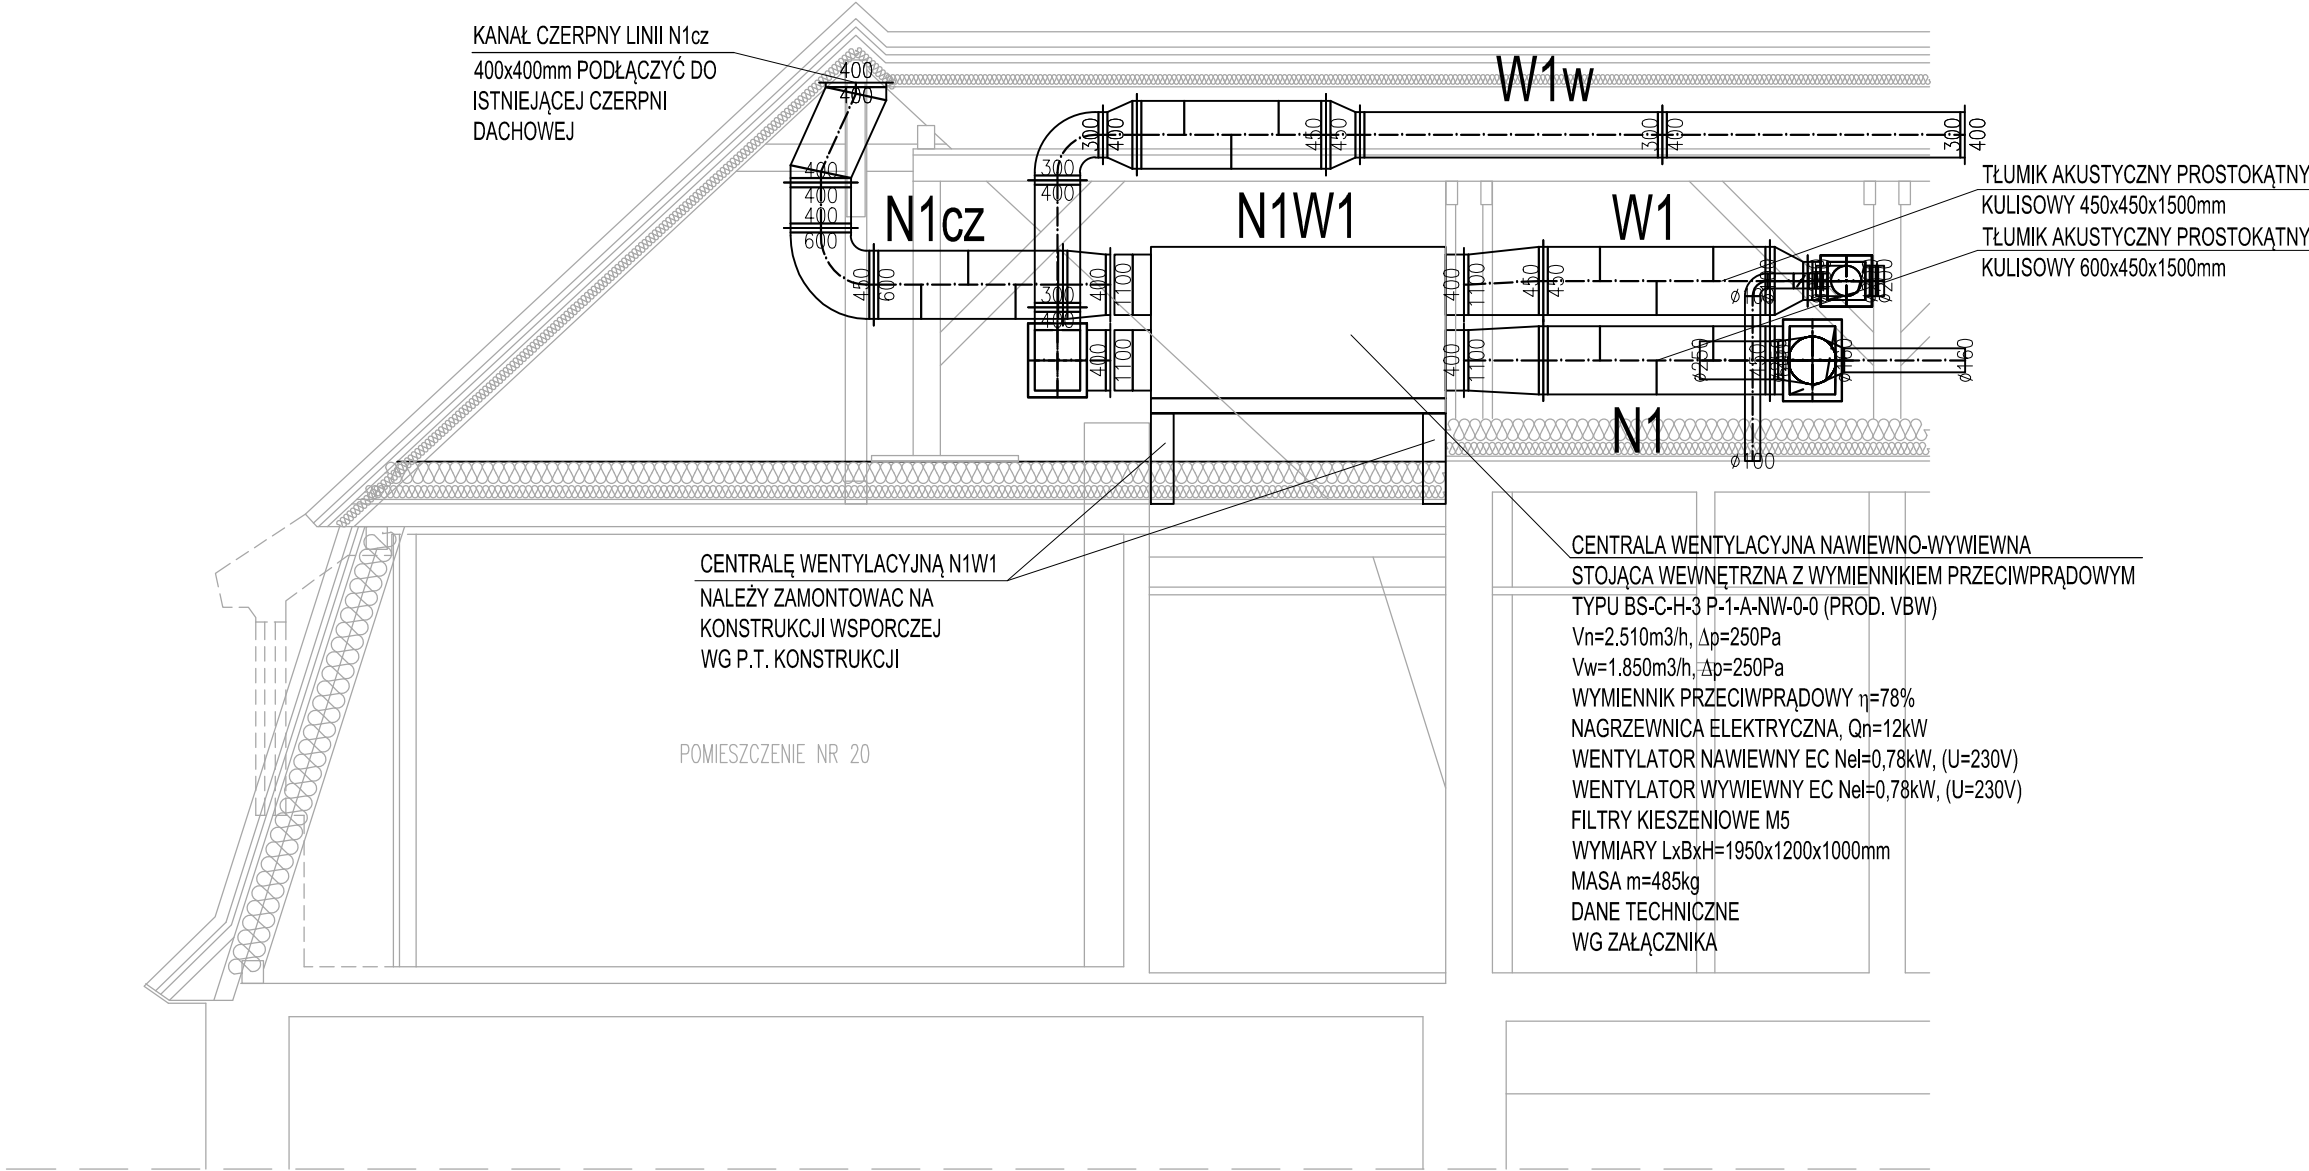 KANAŁ CZERPNY LINII N1cz
400x400mm PODŁĄCZYĆ DO
ISTNIEJĄCEJ CZERPNI
DACHOWEJ
400
400
W1w
300
400
450
450
300
400
300
400
TŁUMIK AKUSTYCZNY PROSTOKĄTNY
KULISOWY 450x450x1500mm
TŁUMIK AKUSTYCZNY PROSTOKĄTNY
KULISOWY 600x450x1500mm
400
400
400
600
300
400
N1cz
N1W1
W1
450
600
400
1100
400
1100
450
450
300
400
400
1100
400
1100
ø250
ø160
ø160
N1
ø100
CENTRALĘ WENTYLACYJNĄ N1W1
NALEŻY ZAMONTOWAC NA
KONSTRUKCJI WSPORCZEJ
WG P.T. KONSTRUKCJI
CENTRALA WENTYLACYJNA NAWIEWNO-WYWIEWNA
STOJĄCA WEWNĘTRZNA Z WYMIENNIKIEM PRZECIWPRĄDOWYM
TYPU BS-C-H-3 P-1-A-NW-0-0 (PROD. VBW)
Vn=2.510m3/h, Δp=250Pa
Vw=1.850m3/h, Δp=250Pa
WYMIENNIK PRZECIWPRĄDOWY η=78%
NAGRZEWNICA ELEKTRYCZNA, Qn=12kW
WENTYLATOR NAWIEWNY EC Nel=0,78kW, (U=230V)
WENTYLATOR WYWIEWNY EC Nel=0,78kW, (U=230V)
FILTRY KIESZENIOWE M5
WYMIARY LxBxH=1950x1200x1000mm
MASA m=485kg
DANE TECHNICZNE
WG ZAŁĄCZNIKA
POMIESZCZENIE NR 20